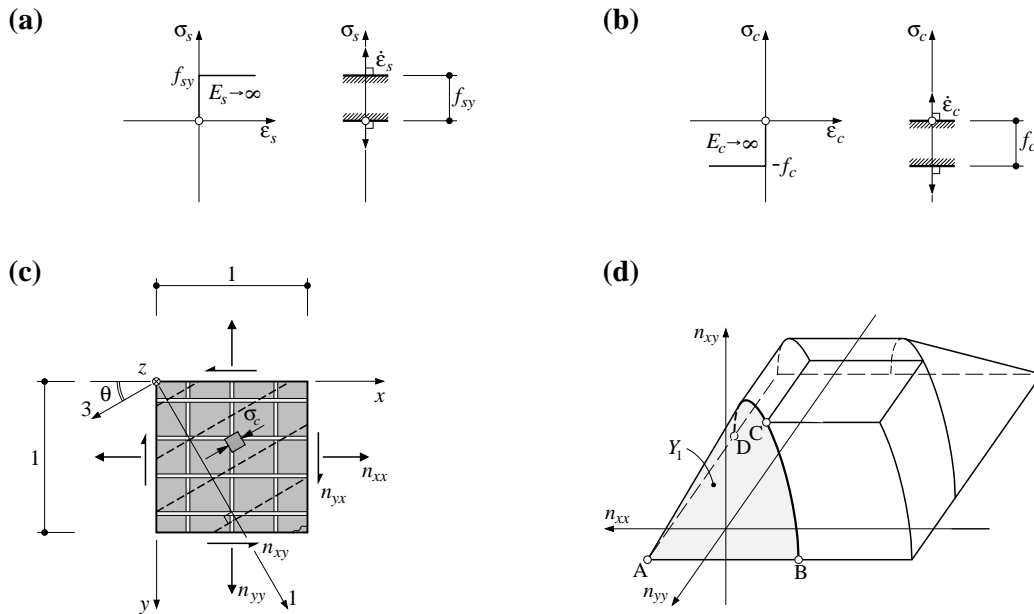 (a)
σs
fsy
Es→∞
εs
σs
ε̇s
fsy
(b)
σc
Ec→∞
εc
-fc
σc
ε̇c
fc
(c)
1
z
θ
3
x
σc
1
nxx
nyx
nxy
nyy
y
1
(d)
nxy
C
D
Y1
nxx
A
B
nyy